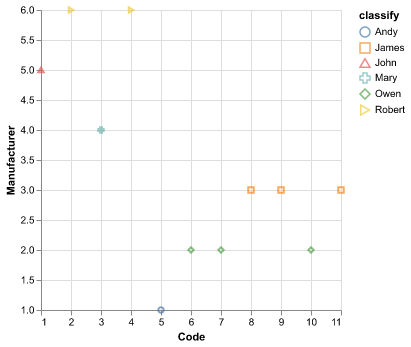 classify
Andy
James
John
Mary
Owen
Robert
Manufacturer
6.0
5.5
5.0
4.5
4.0
3.5
3.0
2.5
2.0
1.5
1.0
1 2 3 4 5 6 7 8 9 10 11
Code